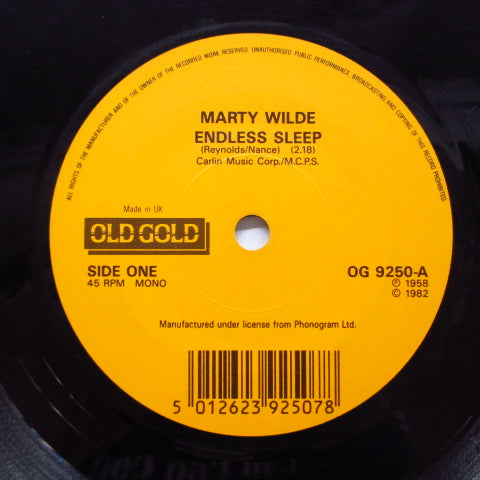 ALL RIGHTS OF THE MANUFACTURER AND OF THE OWNER OF THE RECORDED WORK RESERVED. UNAUTHORISED PUBLIC PERFORMANCE BROADCASTING AND COPYING OF THIS RECORD PROHIBITED
MARTY WILDE
ENDLESS SLEEP
(Reynolds/Nance) (2.18)
Carlin Music Corp./M.C.P.S.
Made in UK
OLD GOLD
SIDE ONE OG 9250-A
45 RPM MONO ℗ 1958
© 1982
Manufactured under license from Phonogram Ltd.
5 012623 925078